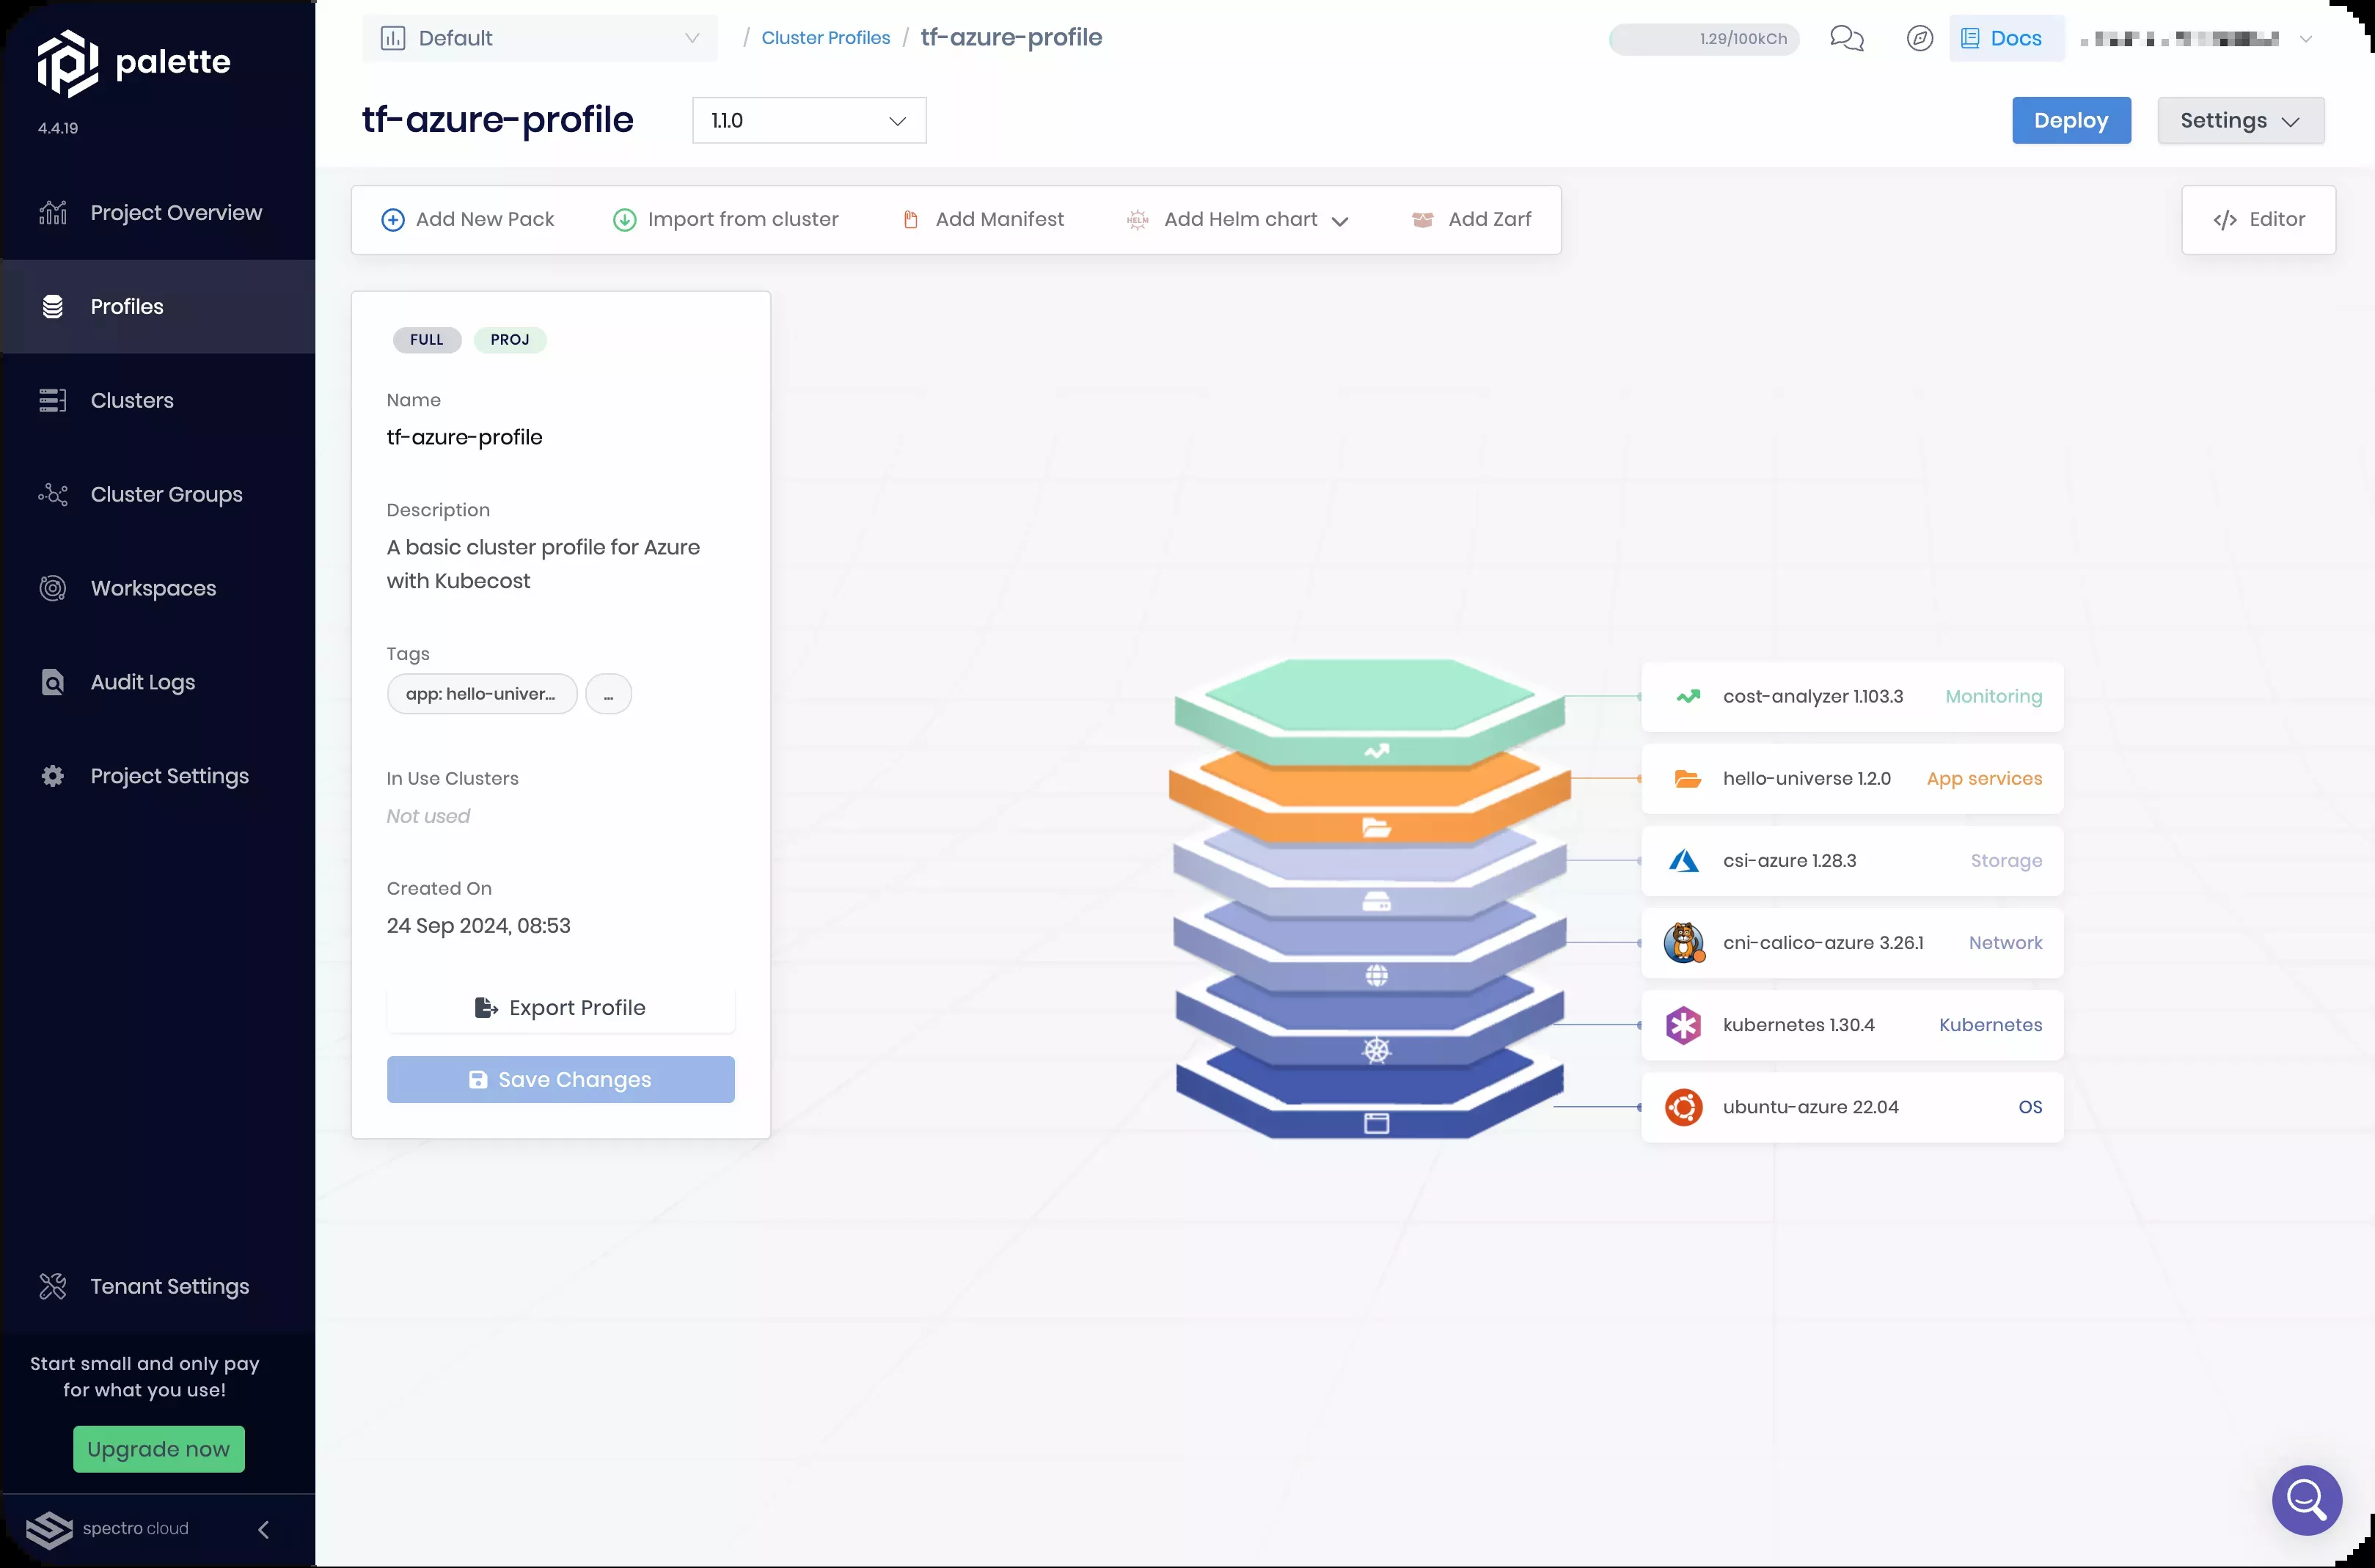 palette
4.4.19
Project Overview
Profiles
Clusters
Cluster Groups
Workspaces
Audit Logs
Project Settings
Tenant Settings
Start small and only pay
for what you use!
Upgrade now
spectro cloud
Default
/ Cluster Profiles / tf-azure-profile
1.29/100kCh
Docs
tf-azure-profile
1.1.0
Deploy
Settings
Add New Pack
Import from cluster
Add Manifest
HELM
Add Helm chart
Add Zarf
</> Editor
FULL
PROJ
Name
tf-azure-profile
Description
A basic cluster profile for Azure
with Kubecost
Tags
app: hello-univer...
...
In Use Clusters
Not used
Created On
24 Sep 2024, 08:53
Export Profile
Save Changes
cost-analyzer 1.103.3 Monitoring
hello-universe 1.2.0 App services
csi-azure 1.28.3 Storage
cni-calico-azure 3.26.1 Network
kubernetes 1.30.4 Kubernetes
ubuntu-azure 22.04 OS